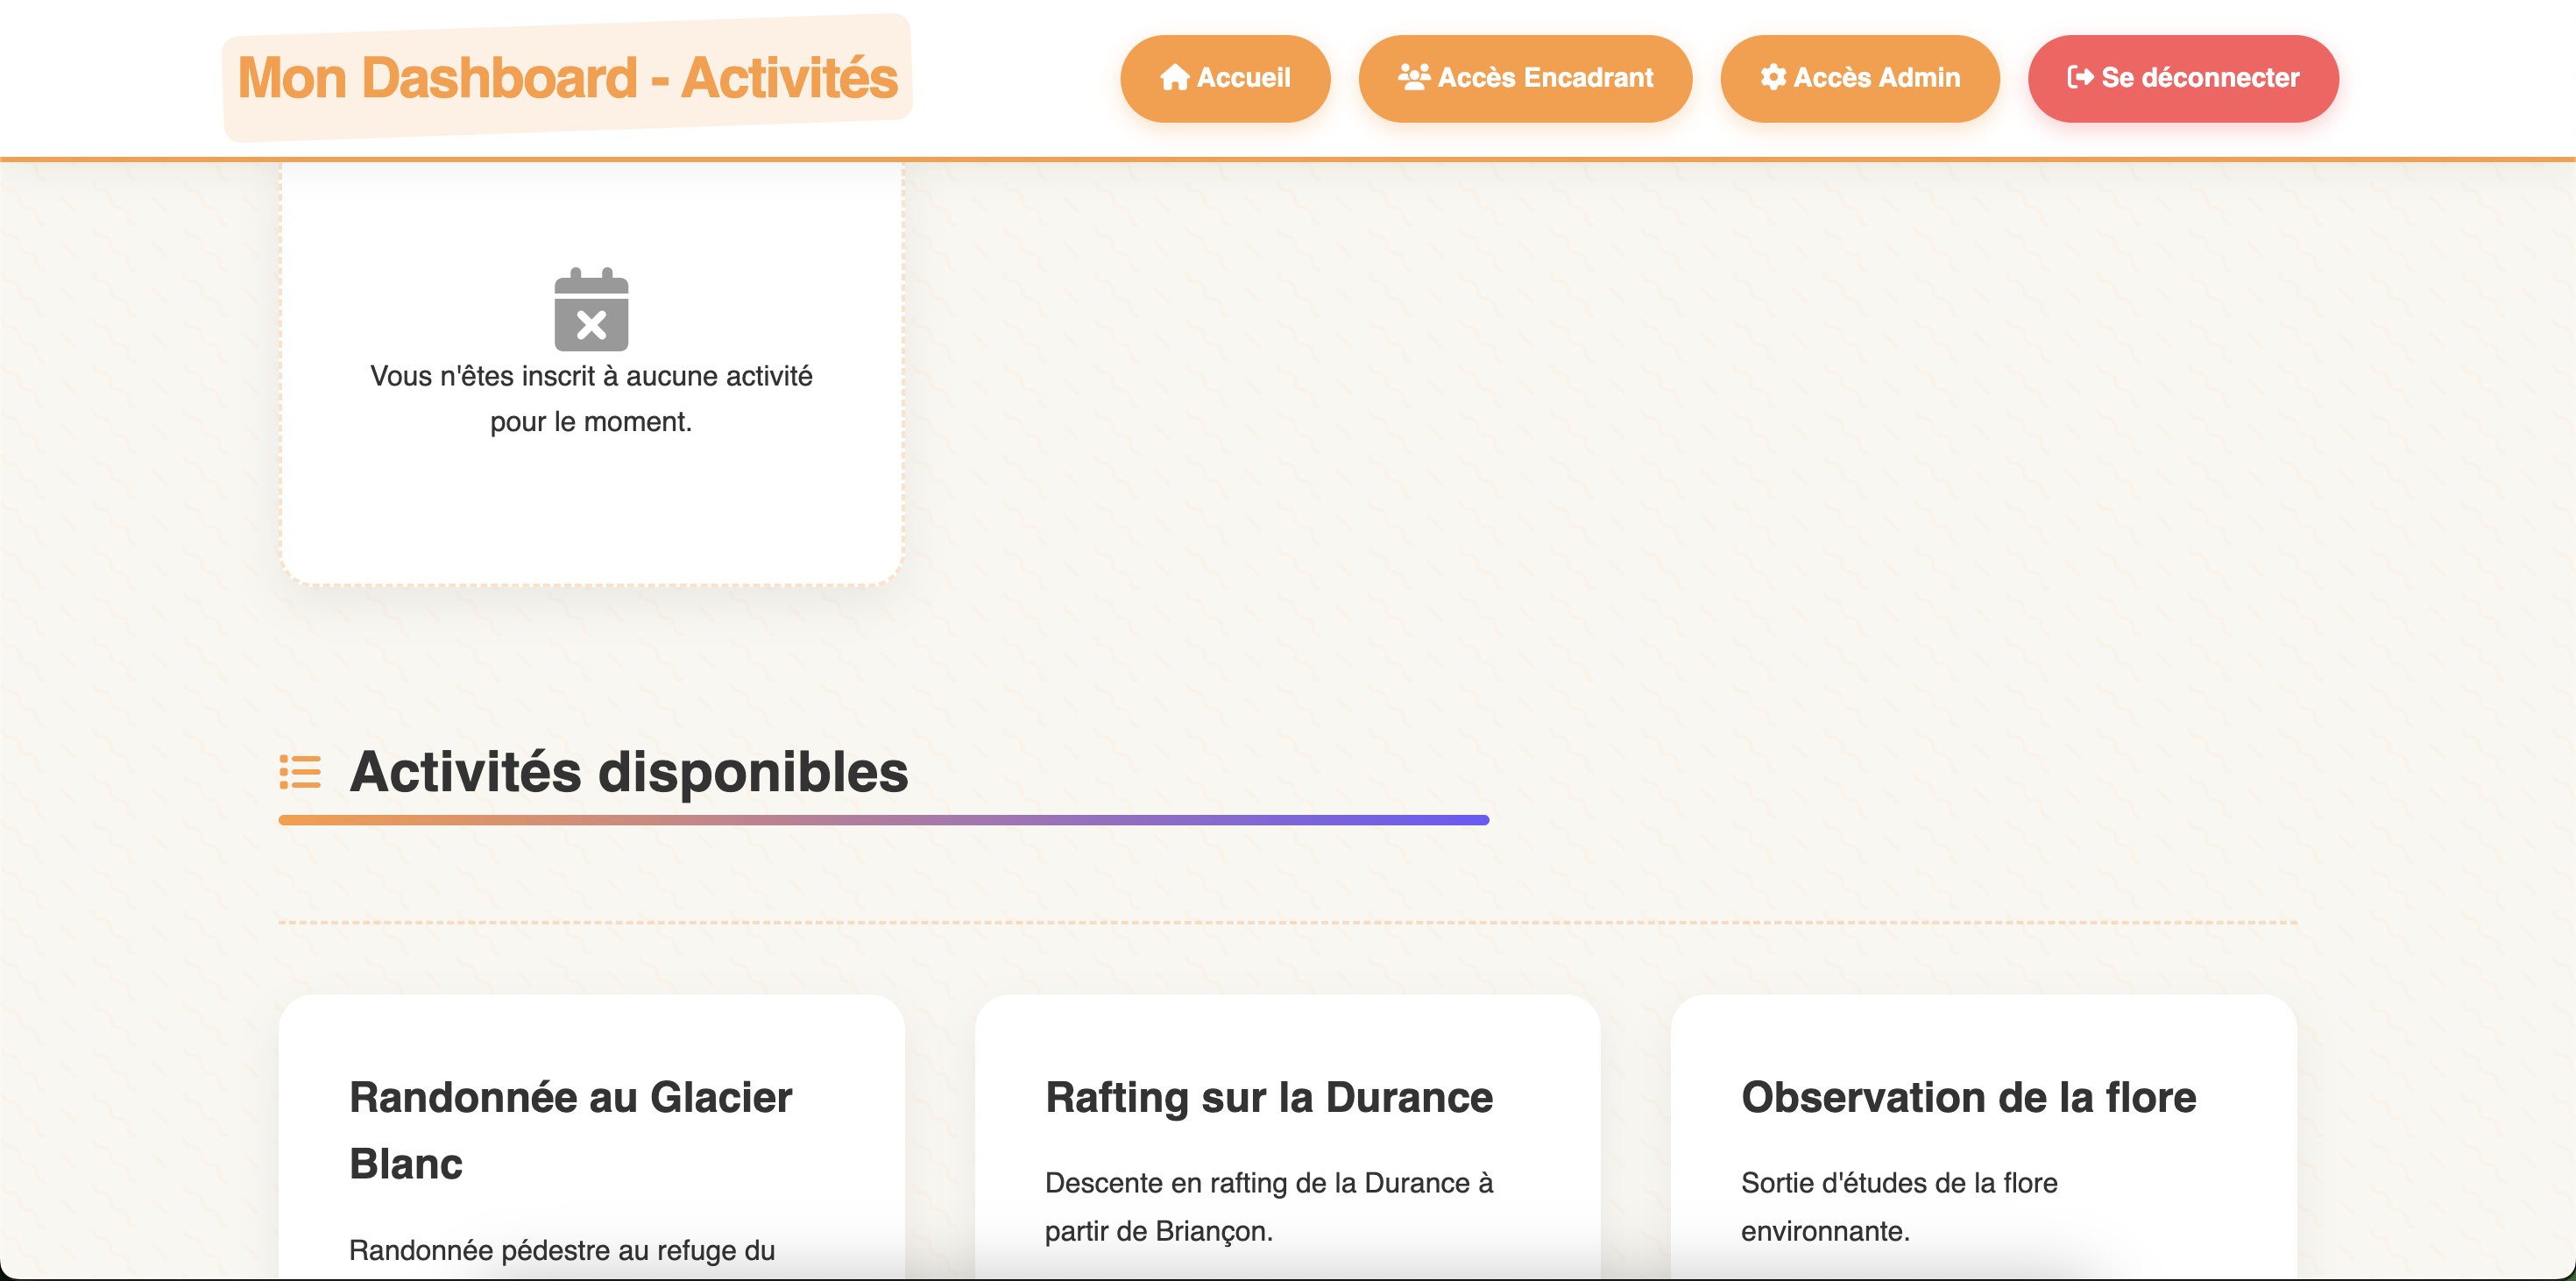 Mon Dashboard - Activités
Accueil
Accès Encadrant
Accès Admin
Se déconnecter
Vous n'êtes inscrit à aucune activité
pour le moment.
Activités disponibles
Randonnée au Glacier
Blanc
Randonnée pédestre au refuge du
Rafting sur la Durance
Descente en rafting de la Durance à
partir de Briançon.
Observation de la flore
Sortie d'études de la flore
environnante.